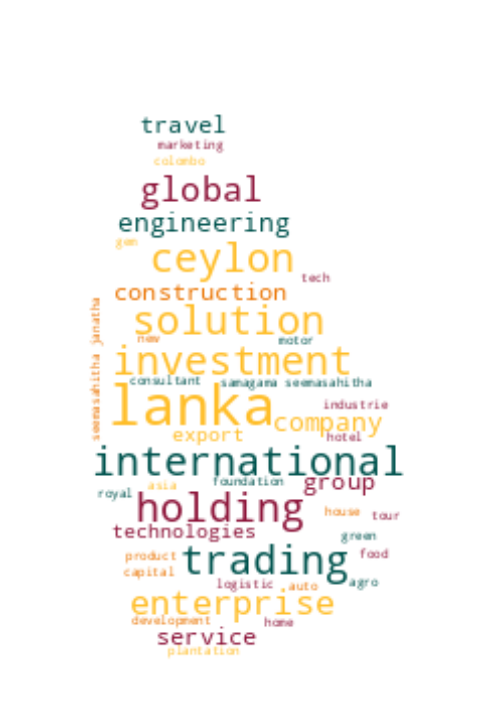 travel
marketing
colombo
global
engineering
gem
ceylon
tech
construction
seemasahitha janatha
solution
new
motor
investment
consultant
samagama seemasahitha
lanka
industrie
company
export
hotel
international
foundation
group
asia
royal
holding
house
tour
technologies
green
trading
food
product
capital
agro
logistic
auto
enterprise
development
home
service
plantation